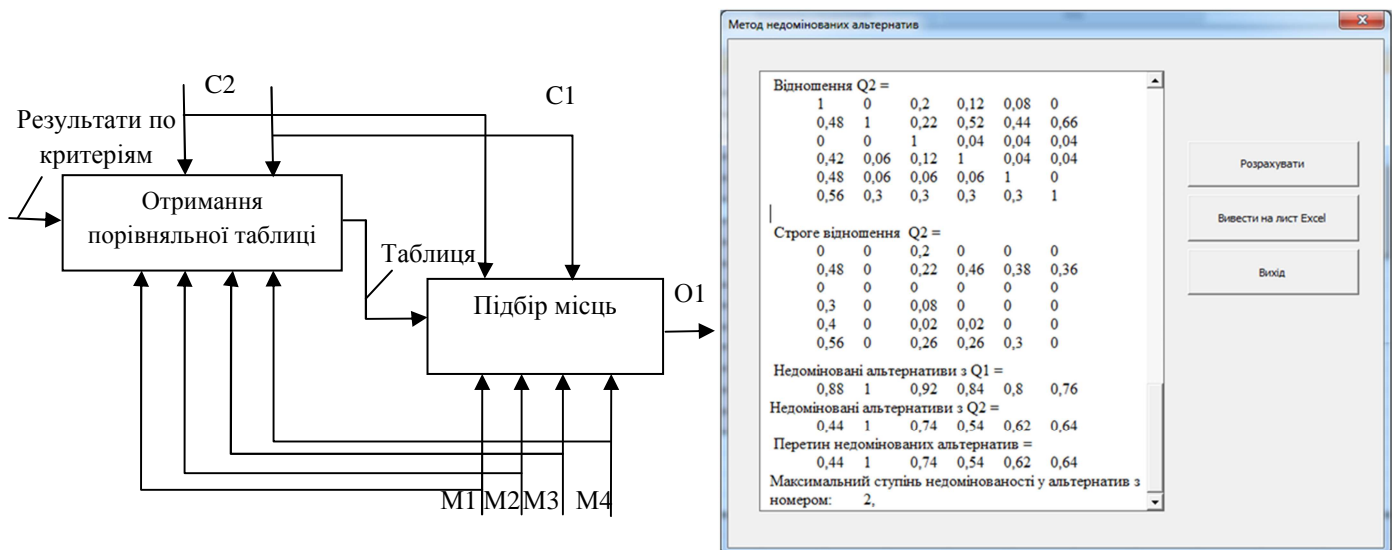 C2
C1
Результати по
критеріям
Отримання
порівняльної таблиці
Таблиця
Підбір місць
O1
M1 M2 M3 M4
Метод недомінованих альтернатив
Відношення Q2 =
1 0 0,2 0,12 0,08 0
0,48 1 0,22 0,52 0,44 0,66
0 0 1 0,04 0,04 0,04
0,42 0,06 0,12 1 0,04 0,04
0,48 0,06 0,06 0,06 1 0
0,56 0,3 0,3 0,3 0,3 1
Строге відношення Q2 =
0 0 0,2 0 0 0
0,48 0 0,22 0,46 0,38 0,36
0 0 0 0 0 0
0,3 0 0,08 0 0 0
0,4 0 0,02 0,02 0 0
0,56 0 0,26 0,26 0,3 0
Недоміновані альтернативи з Q1 =
0,88 1 0,92 0,84 0,8 0,76
Недоміновані альтернативи з Q2 =
0,44 1 0,74 0,54 0,62 0,64
Перетин недомінованих альтернатив =
0,44 1 0,74 0,54 0,62 0,64
Максимальний ступінь недомінованості у альтернатив з
номером: 2,
Розрахувати
Вивести на лист Excel
Вихід